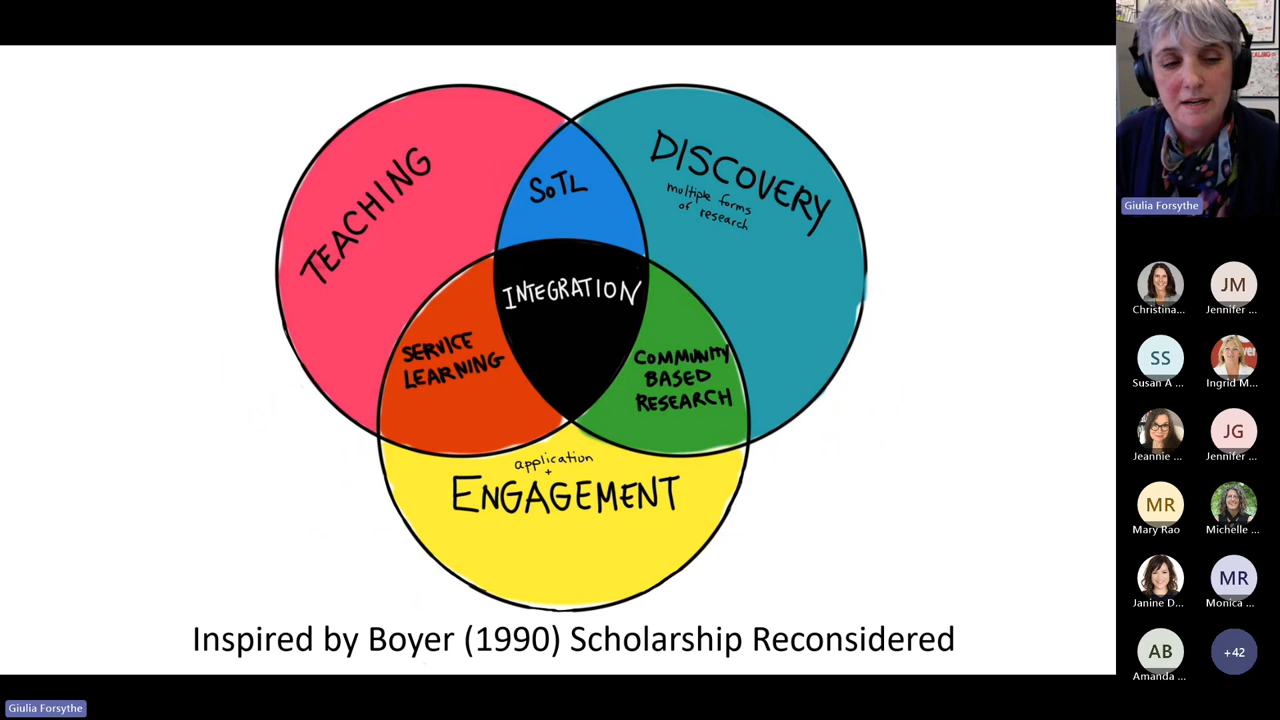 TEACHING
SoTL
DISCOVERY
multiple forms
of research
INTEGRATION
SERVICE
LEARNING
COMMUNITY
BASED
RESEARCH
application
+
ENGAGEMENT
Inspired by Boyer (1990) Scholarship Reconsidered
Giulia Forsythe
Giulia Forsythe
Christina...
JM
Jennifer ...
SS
Susan A ...
Ingrid M...
Jeannie ...
JG
Jennifer ...
MR
Mary Rao
Michelle ...
Janine D...
MR
Monica ...
AB
Amanda ...
+42